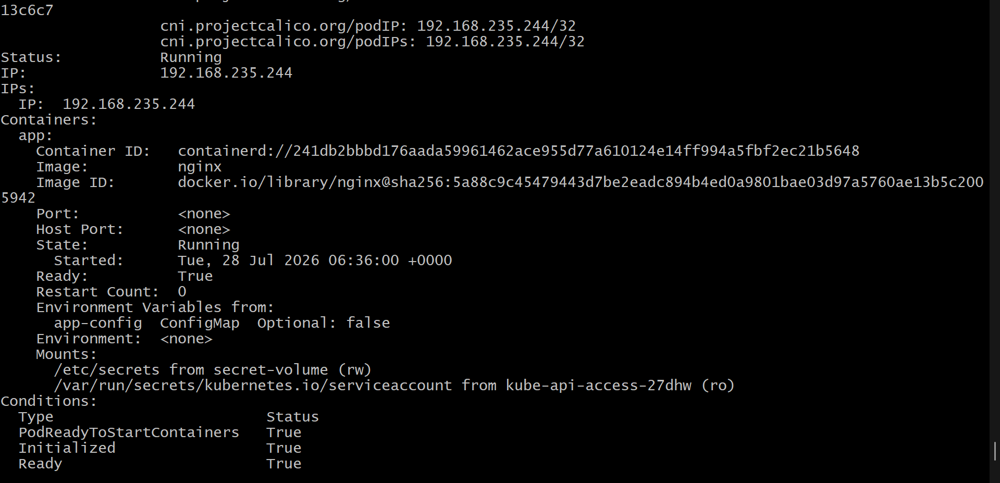 13c6c7
cni.projectcalico.org/podIP: 192.168.235.244/32
cni.projectcalico.org/podIPs: 192.168.235.244/32
Status: Running
IP: 192.168.235.244
IPs:
IP: 192.168.235.244
Containers:
app:
Container ID: containerd://241db2bbbd176aada59961462ace955d77a610124e14ff994a5fbf2ec21b5648
Image: nginx
Image ID: docker.io/library/nginx@sha256:5a88c9c45479443d7be2eadc894b4ed0a9801bae03d97a5760ae13b5c200
5942
Port: <none>
Host Port: <none>
State: Running
Started: Tue, 28 Jul 2026 06:36:00 +0000
Ready: True
Restart Count: 0
Environment Variables from:
app-config ConfigMap Optional: false
Environment: <none>
Mounts:
/etc/secrets from secret-volume (rw)
/var/run/secrets/kubernetes.io/serviceaccount from kube-api-access-27dhw (ro)
Conditions:
Type Status
PodReadyToStartContainers True
Initialized True
Ready True